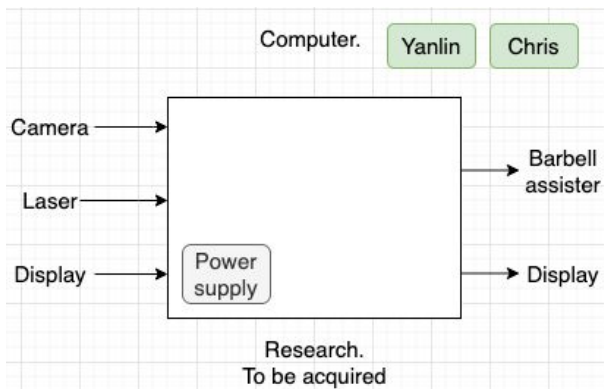 Computer.
Yanlin
Chris
Camera
Laser
Display
Power
supply
Barbell
assister
Display
Research.
To be acquired